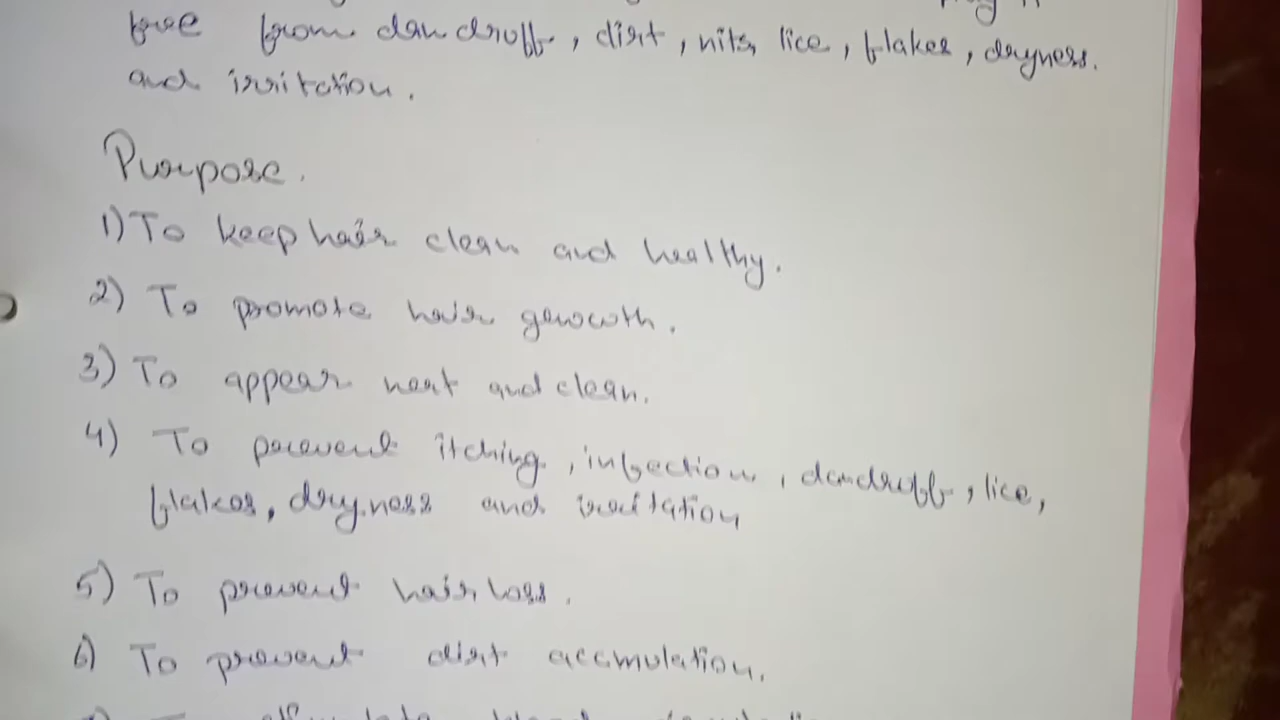 free from dandruff, dirt, nits, lice, flakes, dryness.
and irritation.
Purpose.
1) To keep hair clean and healthy.
2) To promote hair growth.
3) To appear neat and clean.
4) To prevent itching, infection, dandruff, lice,
flakes, dryness and irritation
5) To prevent hair loss.
6) To prevent dirt accmulation.